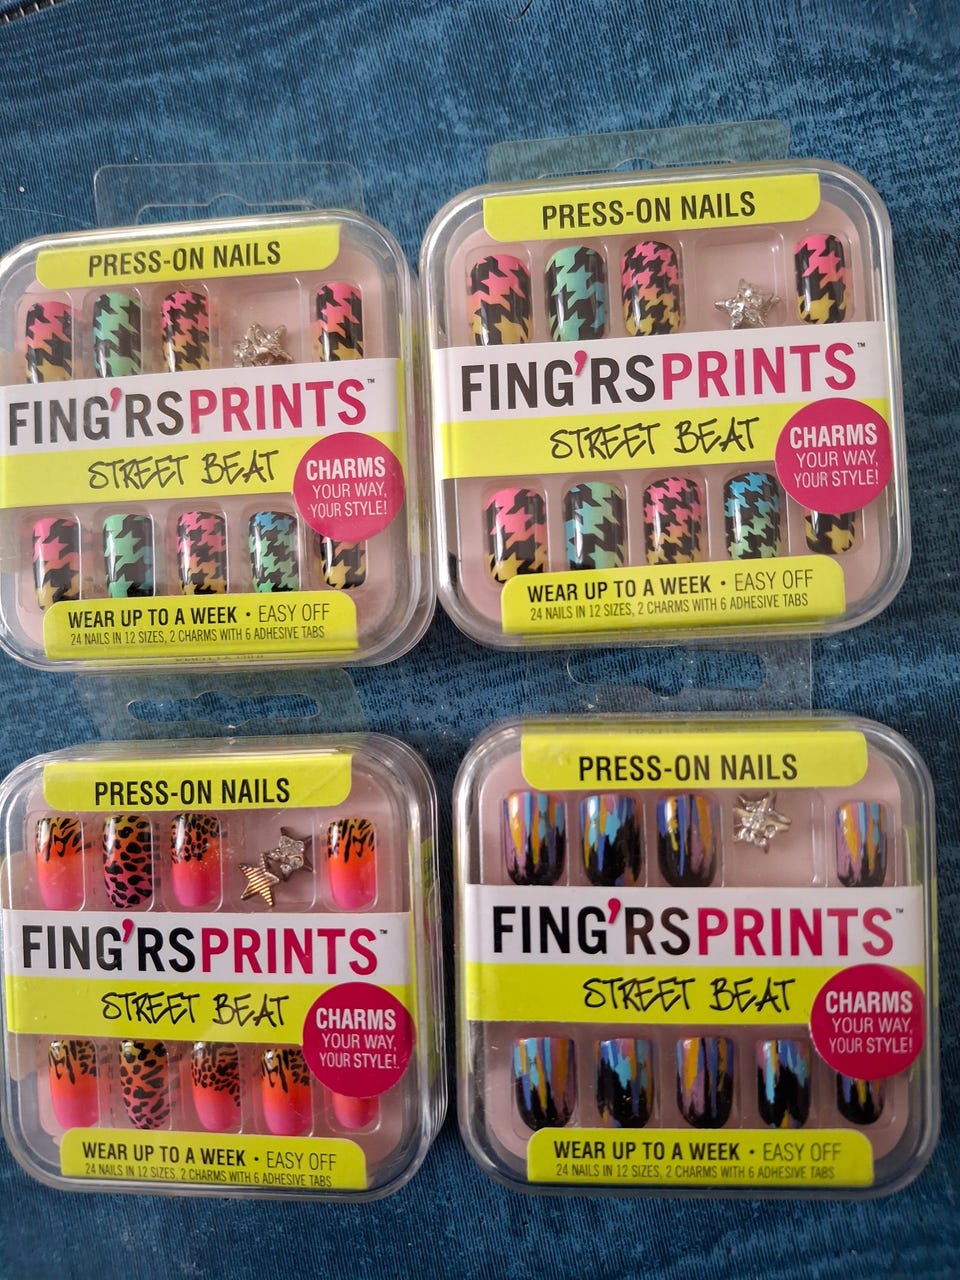 PRESS-ON NAILS
FING'RSPRINTS™
STREET BEAT
CHARMS
YOUR WAY,
YOUR STYLE!
WEAR UP TO A WEEK • EASY OFF
24 NAILS IN 12 SIZES, 2 CHARMS WITH 6 ADHESIVE TABS
PRESS-ON NAILS
FING'RSPRINTS™
STREET BEAT
CHARMS
YOUR WAY,
YOUR STYLE!
WEAR UP TO A WEEK • EASY OFF
24 NAILS IN 12 SIZES, 2 CHARMS WITH 6 ADHESIVE TABS
PRESS-ON NAILS
FING'RSPRINTS™
STREET BEAT
CHARMS
YOUR WAY,
YOUR STYLE!
WEAR UP TO A WEEK • EASY OFF
24 NAILS IN 12 SIZES, 2 CHARMS WITH 6 ADHESIVE TABS
PRESS-ON NAILS
FING'RSPRINTS™
STREET BEAT
CHARMS
YOUR WAY,
YOUR STYLE!
WEAR UP TO A WEEK • EASY OFF
24 NAILS IN 12 SIZES, 2 CHARMS WITH 6 ADHESIVE TABS